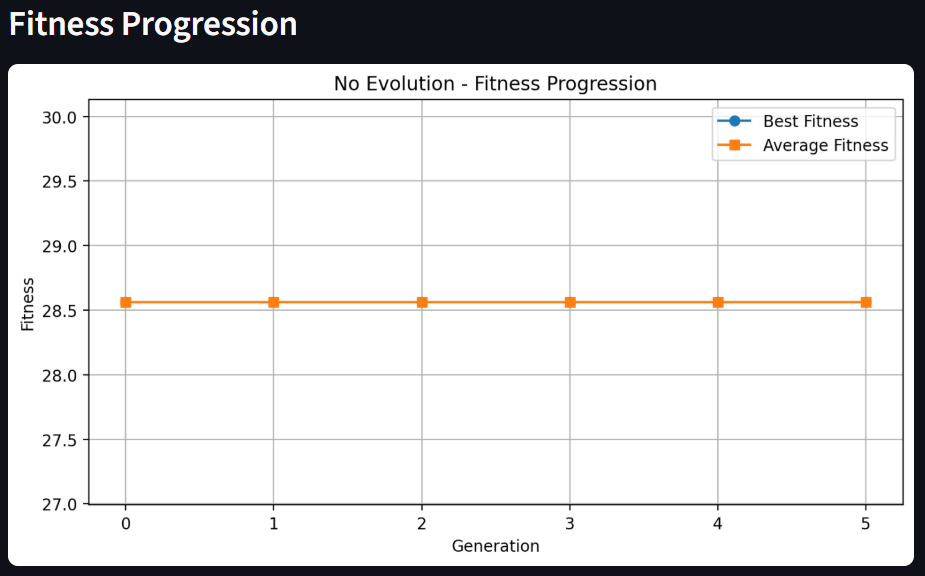 Fitness Progression
No Evolution - Fitness Progression
Best Fitness
Average Fitness
30.0
29.5
29.0
28.5
28.0
27.5
27.0
Fitness
0 1 2 3 4 5
Generation